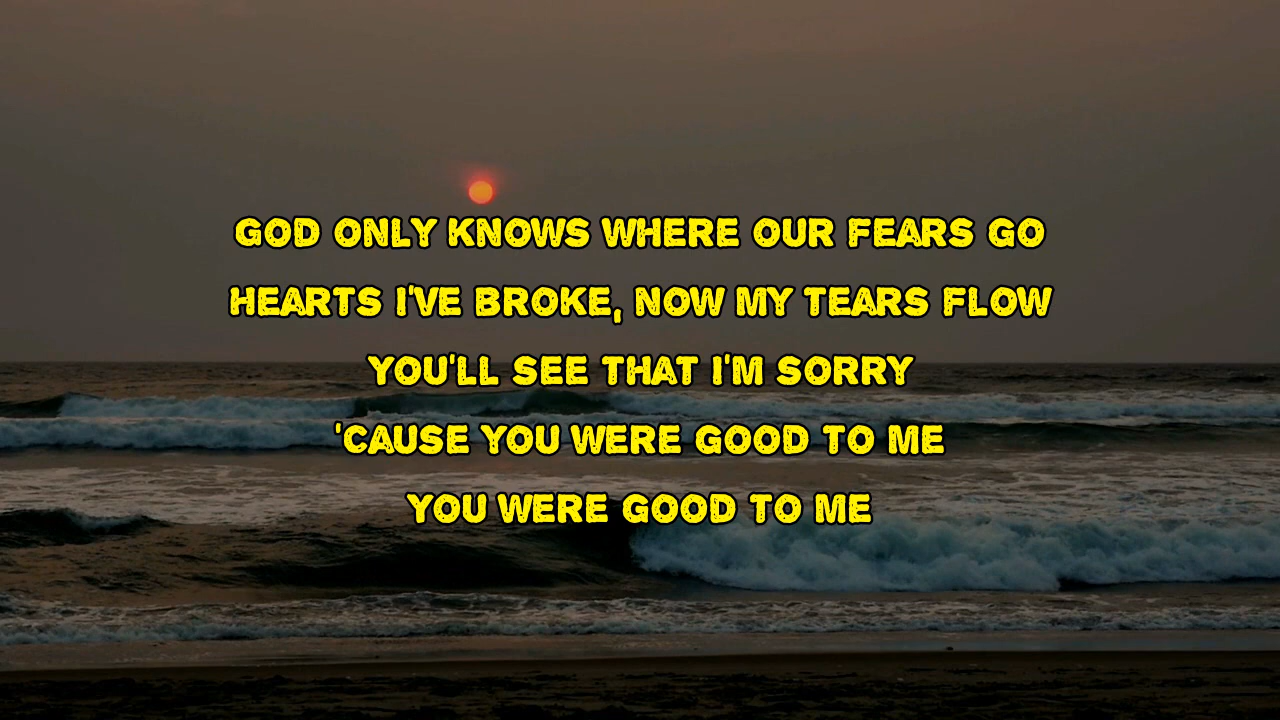 GOD ONLY KNOWS WHERE OUR FEARS GO
HEARTS I'VE BROKE, NOW MY TEARS FLOW
YOU'LL SEE THAT I'M SORRY
'CAUSE YOU WERE GOOD TO ME
YOU WERE GOOD TO ME